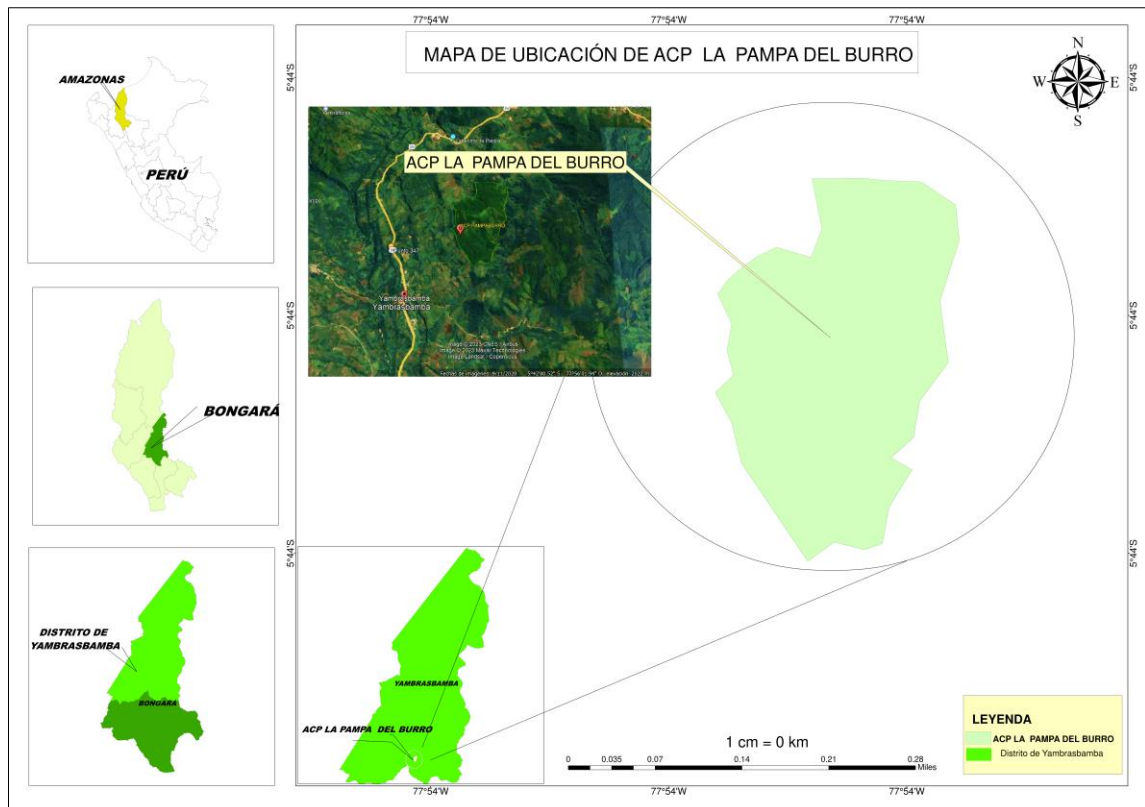 77°54'W
77°54'W
77°54'W
MAPA DE UBICACIÓN DE ACP LA PAMPA DEL BURRO
N
W
E
S
5°44'S
5°44'S
AMAZONAS
PERÚ
ACP LA PAMPA DEL BURRO
Yambrasbamba
Yambrasbamba
5°44'S
5°44'S
BONGARÁ
5°44'S
5°44'S
DISTRITO DE
YAMBRASBAMBA
BONGARA
YAMBRASBAMBA
ACP LA PAMPA DEL BURRO
1 cm = 0 km
0
0.035
0.07
0.14
0.21
0.28
Miles
LEYENDA
ACP LA PAMPA DEL BURRO
Distrito de Yambrasbamba
77°54'W
77°54'W
77°54'W